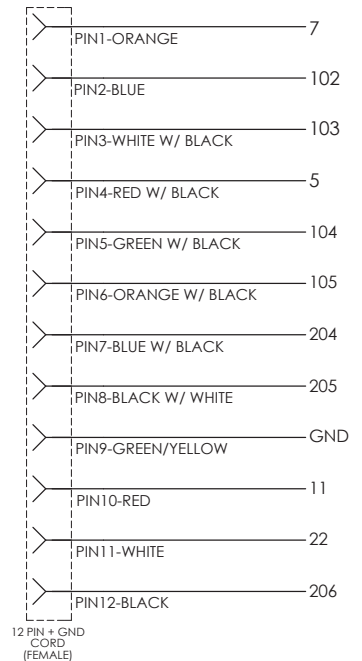 7
PIN1-ORANGE
102
PIN2-BLUE
103
PIN3-WHITE W/ BLACK
5
PIN4-RED W/ BLACK
104
PIN5-GREEN W/ BLACK
105
PIN6-ORANGE W/ BLACK
204
PIN7-BLUE W/ BLACK
205
PIN8-BLACK W/ WHITE
GND
PIN9-GREEN/YELLOW
11
PIN10-RED
22
PIN11-WHITE
206
PIN12-BLACK
12 PIN + GND
CORD
(FEMALE)